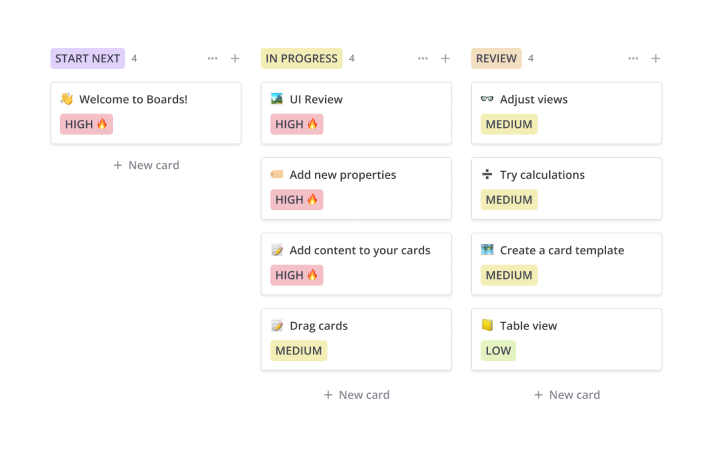 START NEXT 4
Welcome to Boards!
HIGH 🔥
+ New card
IN PROGRESS 4
UI Review
HIGH 🔥
Add new properties
HIGH 🔥
Add content to your cards
HIGH 🔥
Drag cards
MEDIUM
+ New card
REVIEW 4
Adjust views
MEDIUM
Try calculations
MEDIUM
Create a card template
MEDIUM
Table view
LOW
+ New card